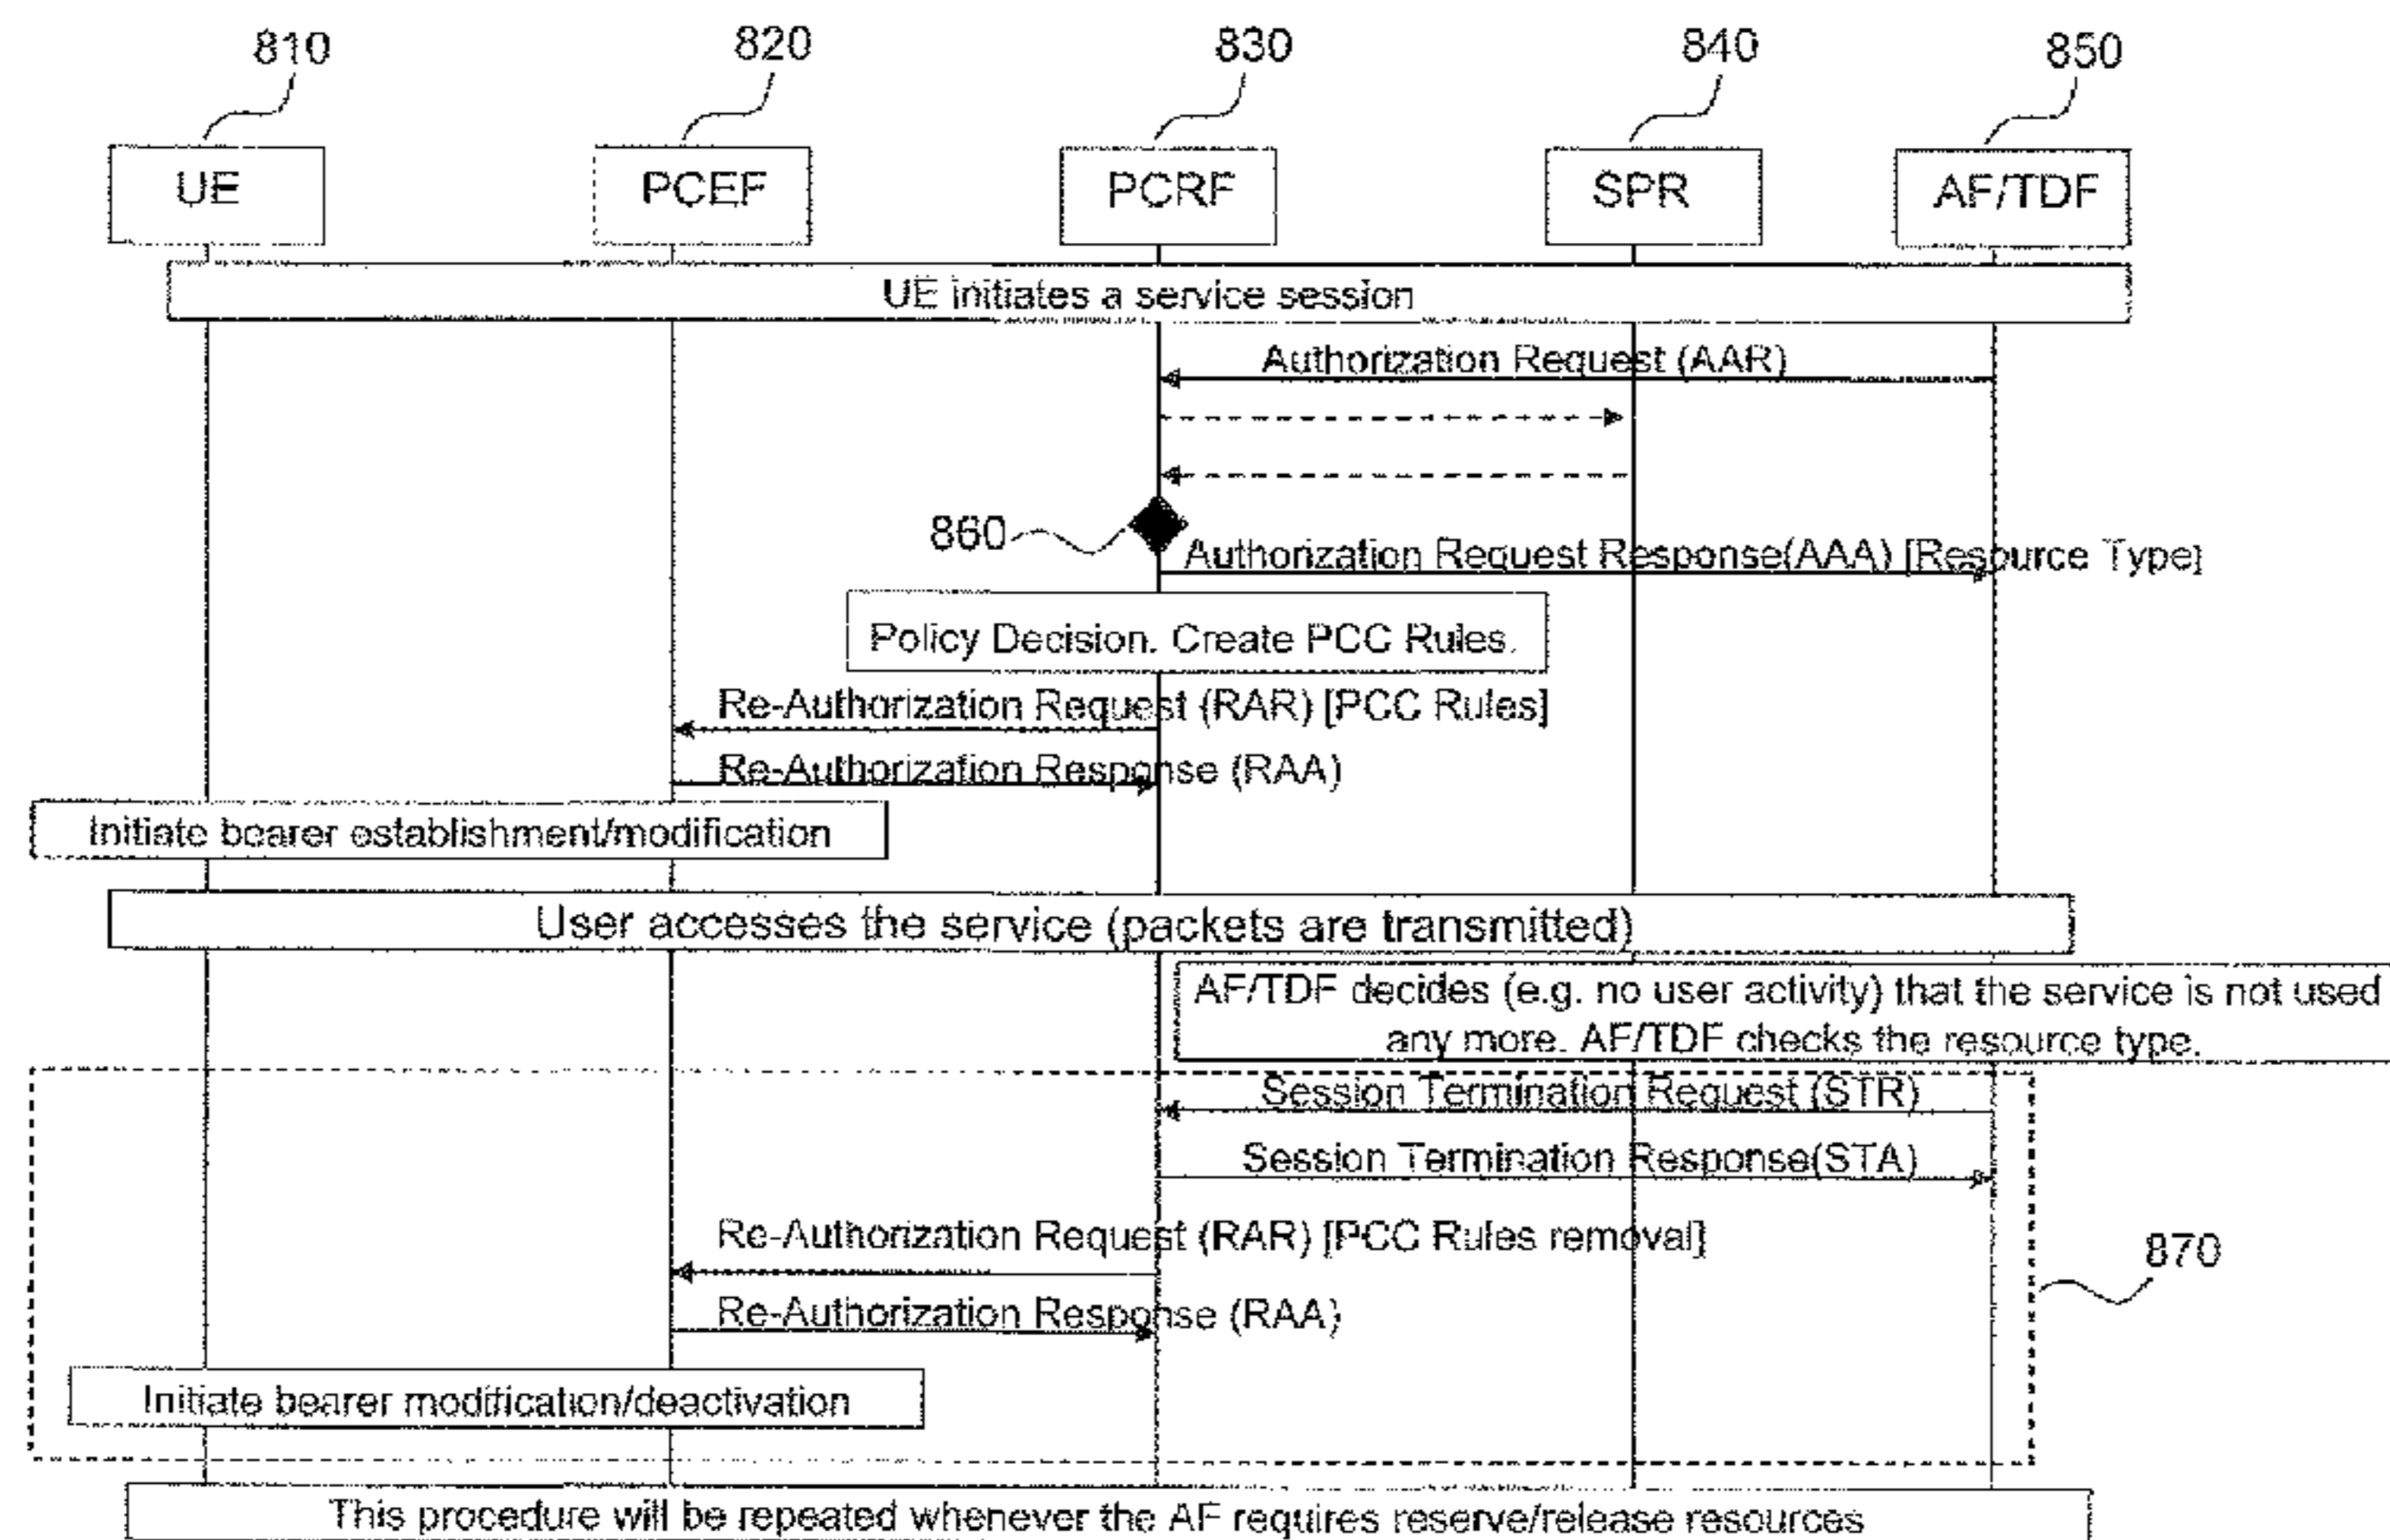 810
820
830
840
850
UE
PCEF
PCRF
SPR
AF/TDF
UE initiates a service session
Authorization Request (AAR)
860
Authorization Request Response(AAA) [Resource Type]
Policy Decision. Create PCC Rules.
Re-Authorization Request (RAR) [PCC Rules]
Re-Authorization Response (RAA)
Initiate bearer establishment/modification
User accesses the service (packets are transmitted)
AF/TDF decides (e.g. no user activity) that the service is not used
any more. AF/TDF checks the resource type.
Session Termination Request (STR)
Session Termination Response(STA)
Re-Authorization Request (RAR) [PCC Rules removal]
870
Re-Authorization Response (RAA)
Initiate bearer modification/deactivation
This procedure will be repeated whenever the AF requires reserve/release resources